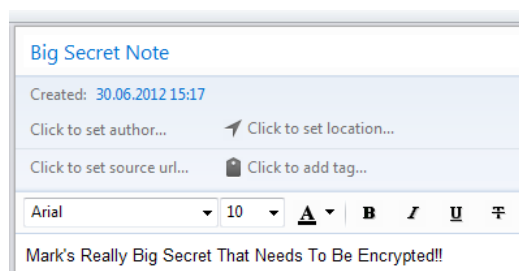 Big Secret Note
Created: 30.06.2012 15:17
Click to set author... Click to set location...
Click to set source url... Click to add tag...
Arial 10 A B I U T
Mark's Really Big Secret That Needs To Be Encrypted!!